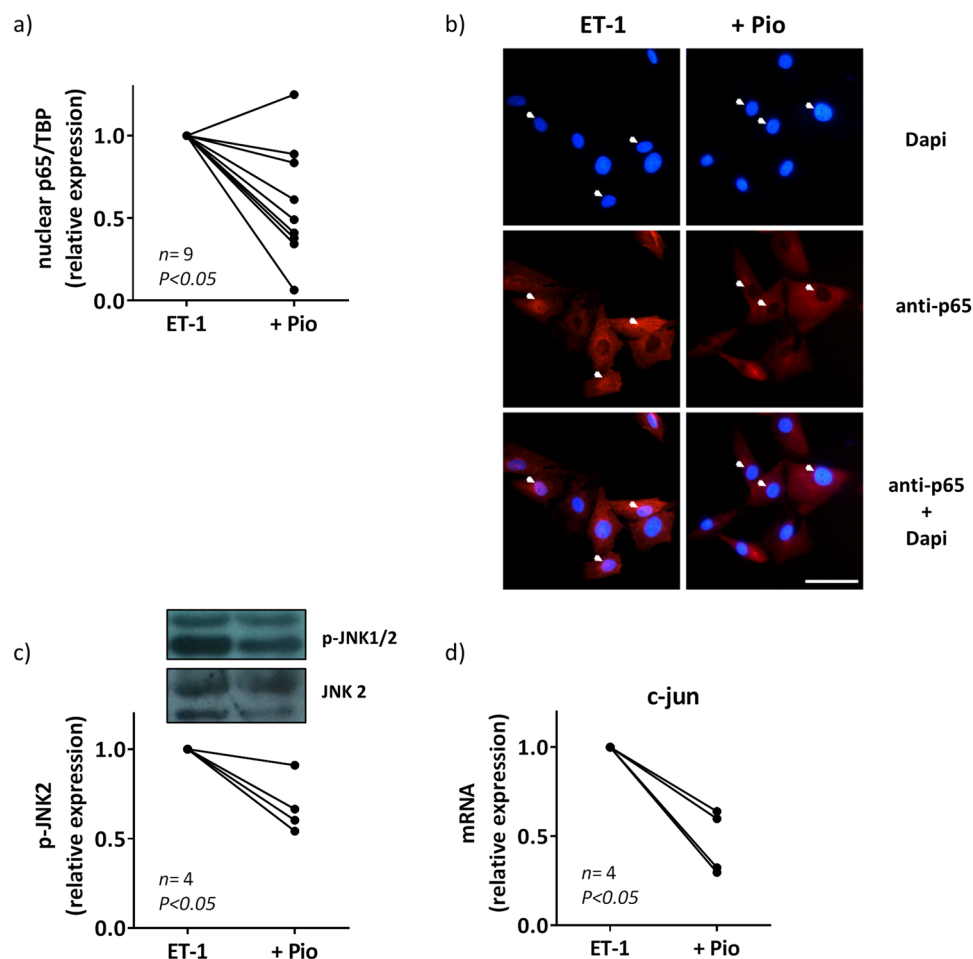 a)
nuclear p65/TBP
(relative expression)
1.0
0.5
0.0
n= 9
P<0.05
ET-1
+ Pio
b)
ET-1
+ Pio
Dapi
anti-p65
anti-p65
+
Dapi
c)
p-JNK1/2
JNK 2
p-JNK2
(relative expression)
1.0
0.5
0.0
n= 4
P<0.05
ET-1
+ Pio
d)
c-jun
mRNA
(relative expression)
1.0
0.5
0.0
n= 4
P<0.05
ET-1
+ Pio